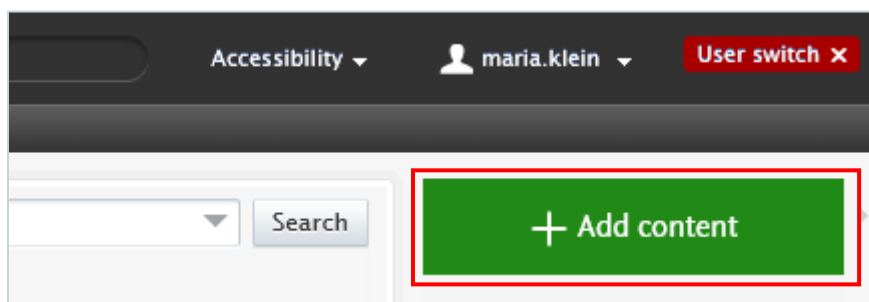 Accessibility maria.klein User switch ×
Search + Add content